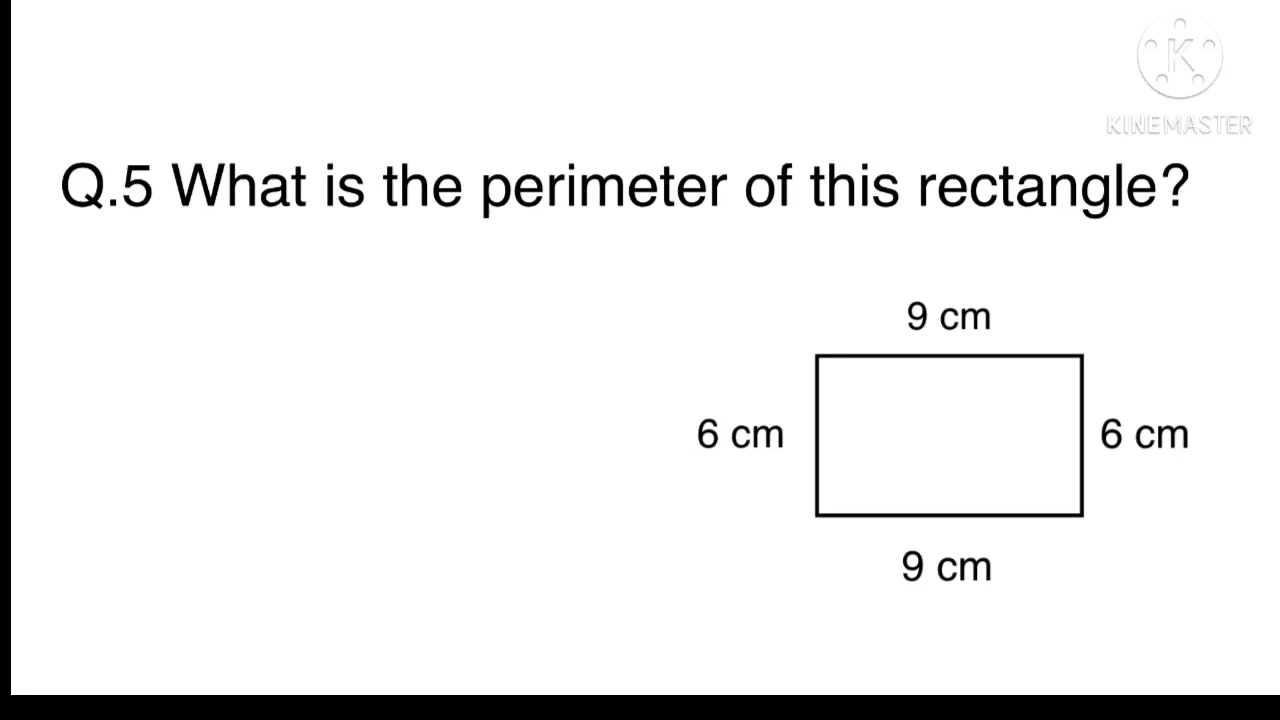 K
KINEMASTER
Q.5 What is the perimeter of this rectangle?
9 cm
6 cm
6 cm
9 cm